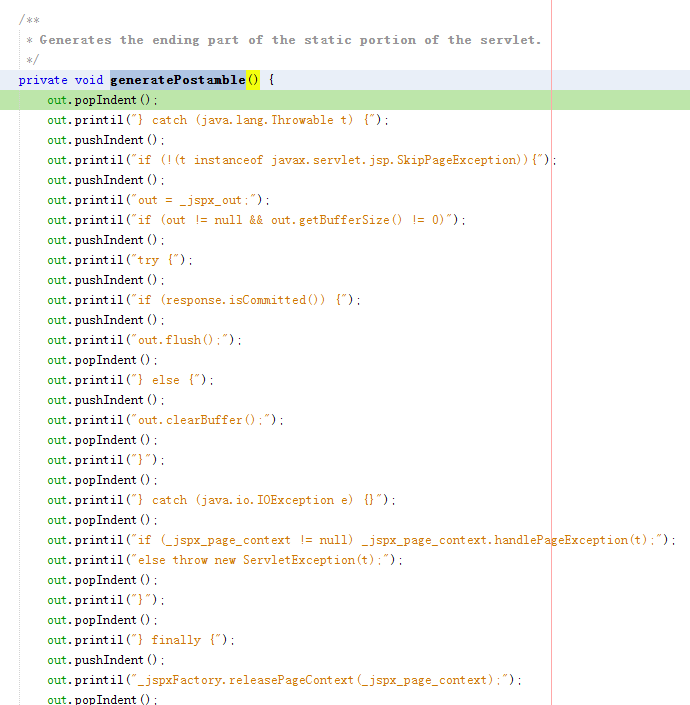 /**
 * Generates the ending part of the static portion of the servlet.
 */
private void generatePostamble() {
    out.popIndent();
    out.printil("} catch (java.lang.Throwable t) {");
    out.pushIndent();
    out.printil("if (!(t instanceof javax.servlet.jsp.SkipPageException)){");
    out.pushIndent();
    out.printil("out = _jspx_out;");
    out.printil("if (out != null && out.getBufferSize() != 0)");
    out.pushIndent();
    out.printil("try {");
    out.pushIndent();
    out.printil("if (response.isCommitted()) {");
    out.pushIndent();
    out.printil("out.flush();");
    out.popIndent();
    out.printil("} else {");
    out.pushIndent();
    out.printil("out.clearBuffer();");
    out.popIndent();
    out.printil("}");
    out.popIndent();
    out.printil("} catch (java.io.IOException e) {}");
    out.popIndent();
    out.printil("if (_jspx_page_context != null) _jspx_page_context.handlePageException(t);");
    out.printil("else throw new ServletException(t);");
    out.popIndent();
    out.printil("}");
    out.popIndent();
    out.printil("} finally {");
    out.pushIndent();
    out.printil("_jspxFactory.releasePageContext(_jspx_page_context);");
    out.popIndent();